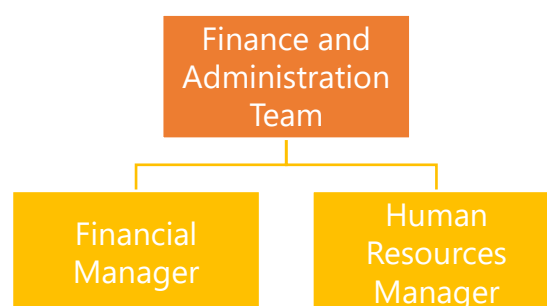 Finance and
Administration
Team
Financial
Manager
Human
Resources
Manager